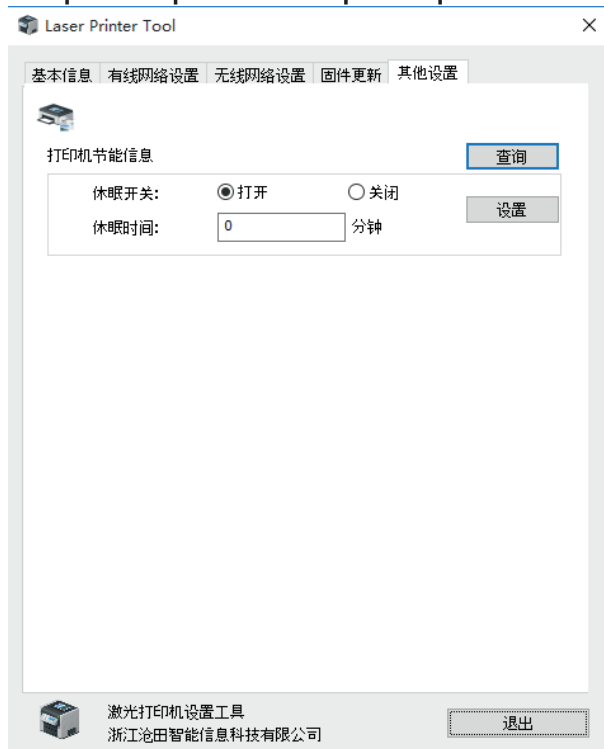 Laser Printer Tool
基本信息 有线网络设置 无线网络设置 固件更新 其他设置
打印机节能信息 查询
休眠开关: 打开 关闭
设置
休眠时间: 0 分钟
激光打印机设置工具
浙江沧田智能信息科技有限公司
退出